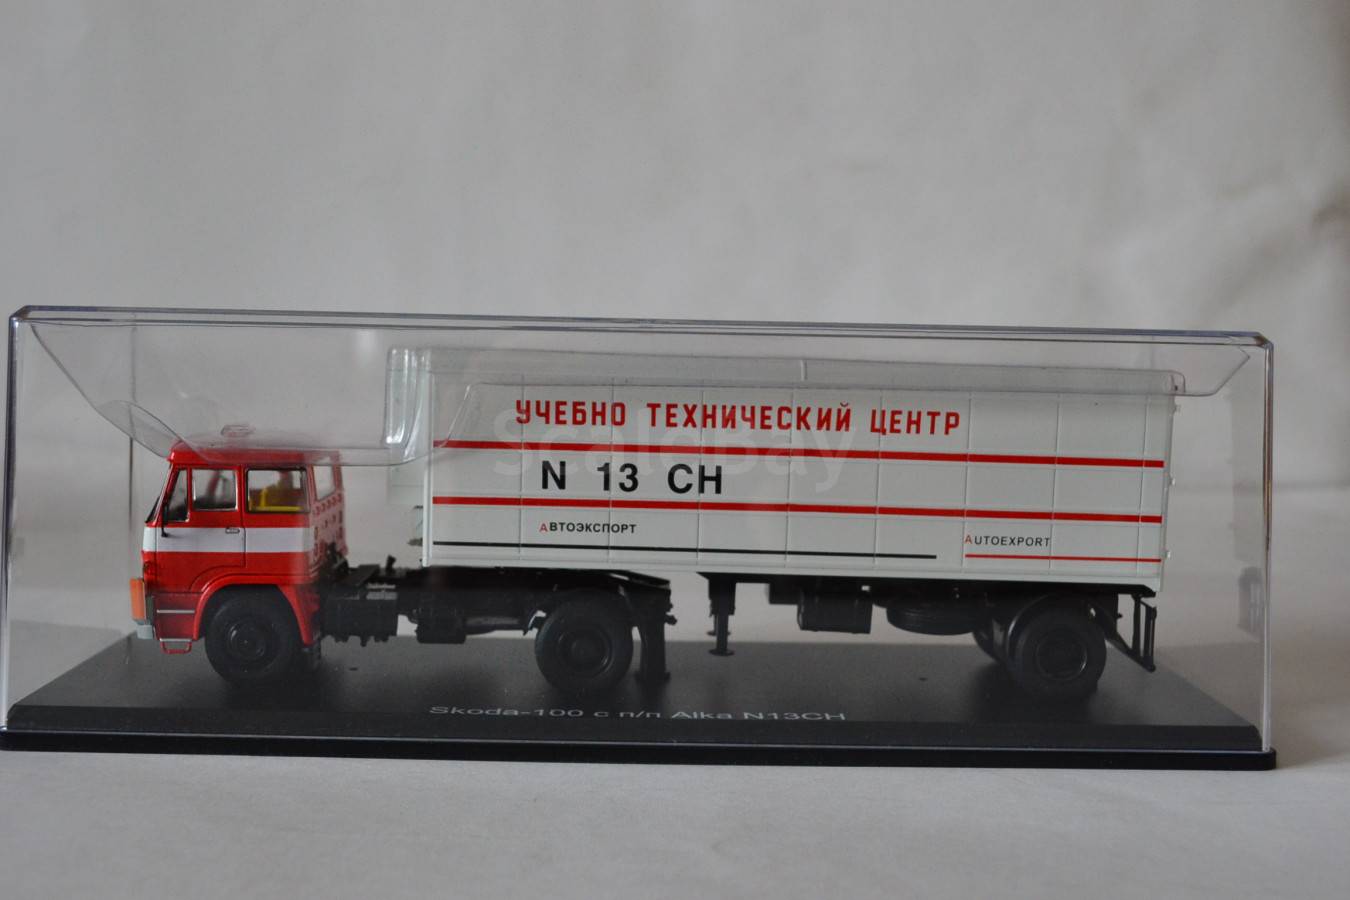 УЧЕБНО ТЕХНИЧЕСКИЙ ЦЕНТР
N 13 CH
АВТОЭКСПОРТ
AUTOEXPORT
Skoda-100 с п/п Alka N13CH
ScaleBay